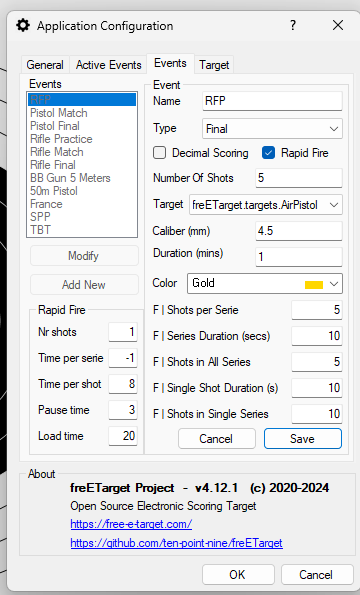 Application Configuration
?
General
Active Events
Events
Target
Events
RFP
Pistol Match
Pistol Final
Rifle Practice
Rifle Match
Rifle Final
BB Gun 5 Meters
50m Pistol
France
SPP
TBT
Modify
Add New
Rapid Fire
Nr shots 1
Time per serie -1
Time per shot 8
Pause time 3
Load time 20
Event
Name RFP
Type Final
Decimal Scoring Rapid Fire
Number Of Shots 5
Target freETarget.targets.AirPistol
Caliber (mm) 4.5
Duration (mins) 1
Color Gold
F | Shots per Serie 5
F | Series Duration (secs) 10
F | Shots in All Series 5
F | Single Shot Duration (s) 10
F | Shots in Single Series 10
Cancel Save
About
freETarget Project - v4.12.1 (c) 2020-2024
Open Source Electronic Scoring Target
https://free-e-target.com/
https://github.com/ten-point-nine/freETarget
OK Cancel